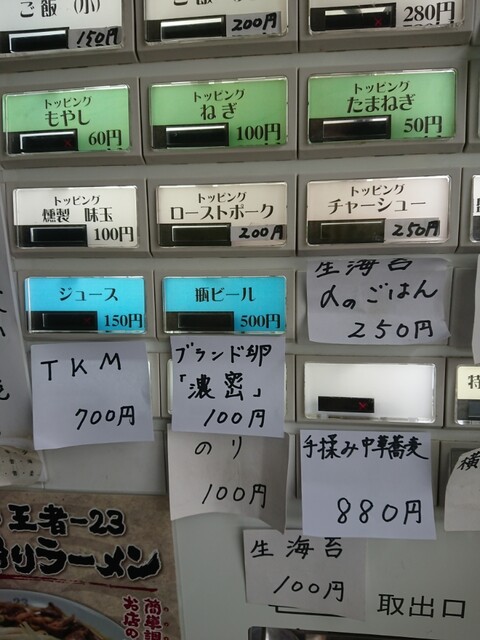 ご飯(小)
150円
200円
280円
トッピング
もやし
60円
トッピング
ねぎ
100円
トッピング
たまねぎ
50円
トッピング
燻製 味玉
100円
トッピング
ローストポーク
200円
トッピング
チャーシュー
250円
ジュース
150円
瓶ビール
500円
生海苔
のごはん
250円
TKM
700円
ブランド卵
「濃密」
100円
のり
100円
手揉み中華蕎麦
880円
生海苔
100円
取出口
王者-23
りラーメン
簡単調
お店の